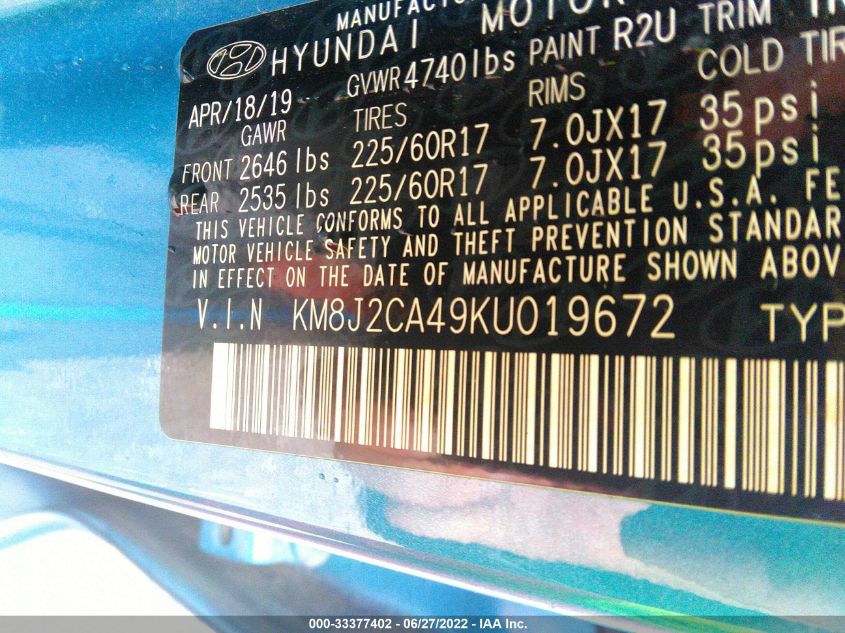 MANUFACTUR
HYUNDAI MOTOR
APR/18/19 GVWR 4740lbs PAINT R2U TRIM
GAWR TIRES RIMS COLD TIR
FRONT 2646 lbs 225/60R17 7.0JX17 35psi
REAR 2535 lbs 225/60R17 7.0JX17 35psi
THIS VEHICLE CONFORMS TO ALL APPLICABLE U.S.A. FE
MOTOR VEHICLE SAFETY AND THEFT PREVENTION STANDAR
IN EFFECT ON THE DATE OF MANUFACTURE SHOWN ABOV
V.I.N KM8J2CA49KU019672 TYP
000-33377402 - 06/27/2022 - IAA Inc.